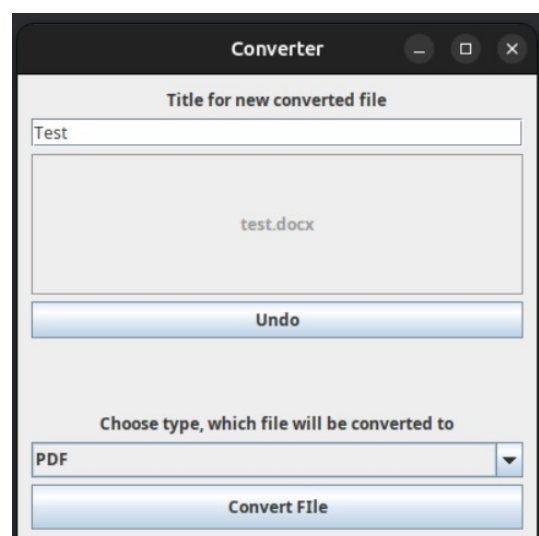 Converter
Title for new converted file
Test
test.docx
Undo
Choose type, which file will be converted to
PDF
Convert FIle